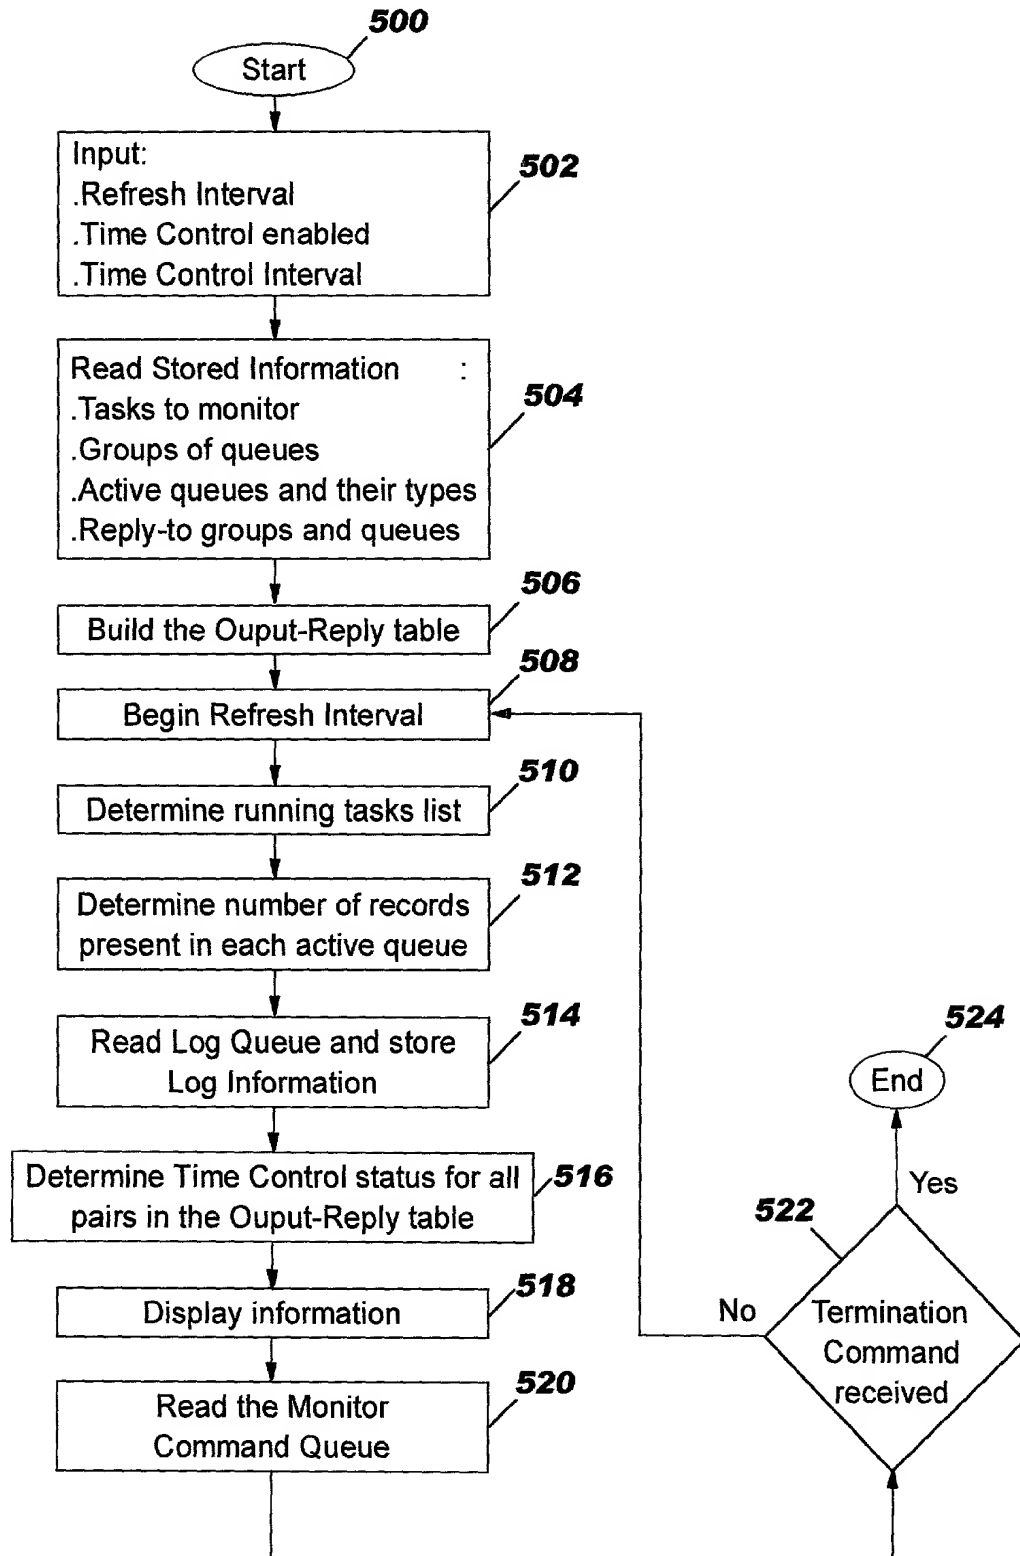 500
Start
Input:
.Refresh Interval
.Time Control enabled
.Time Control Interval
502
Read Stored Information :
.Tasks to monitor
.Groups of queues
.Active queues and their types
.Reply-to groups and queues
504
506
Build the Ouput-Reply table
508
Begin Refresh Interval
510
Determine running tasks list
512
Determine number of records
present in each active queue
514
Read Log Queue and store
Log Information
516
Determine Time Control status for all
pairs in the Ouput-Reply table
518
Display information
520
Read the Monitor
Command Queue
524
End
Yes
522
No
Termination
Command
received